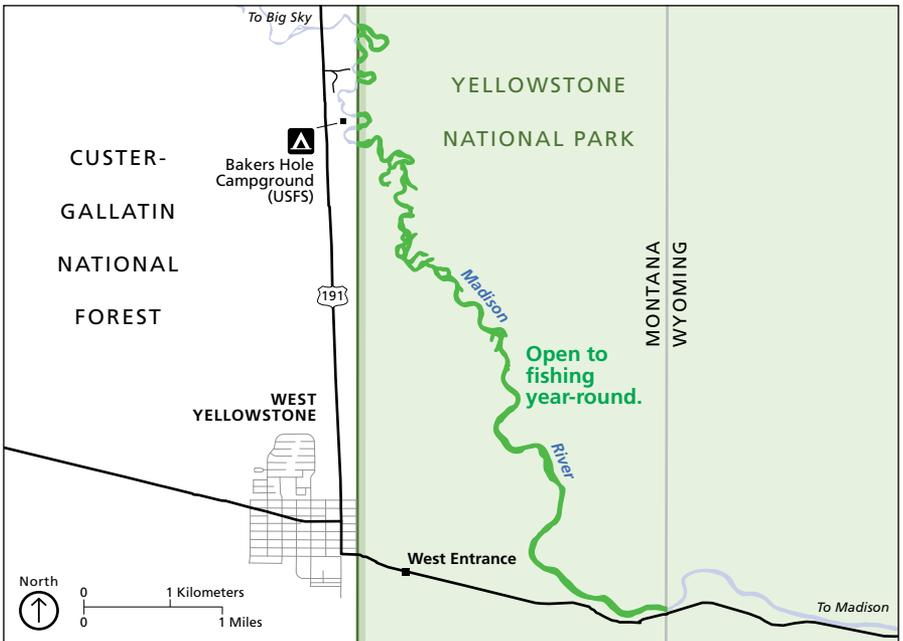 To Big Sky
YELLOWSTONE
NATIONAL PARK
CUSTER-
GALLATIN
NATIONAL
FOREST
Bakers Hole
Campground
(USFS)
MONTANA
WYOMING
Madison
191
Open to
fishing
year-round.
WEST
YELLOWSTONE
River
West Entrance
North
0
1 Kilometers
0
1 Miles
To Madison